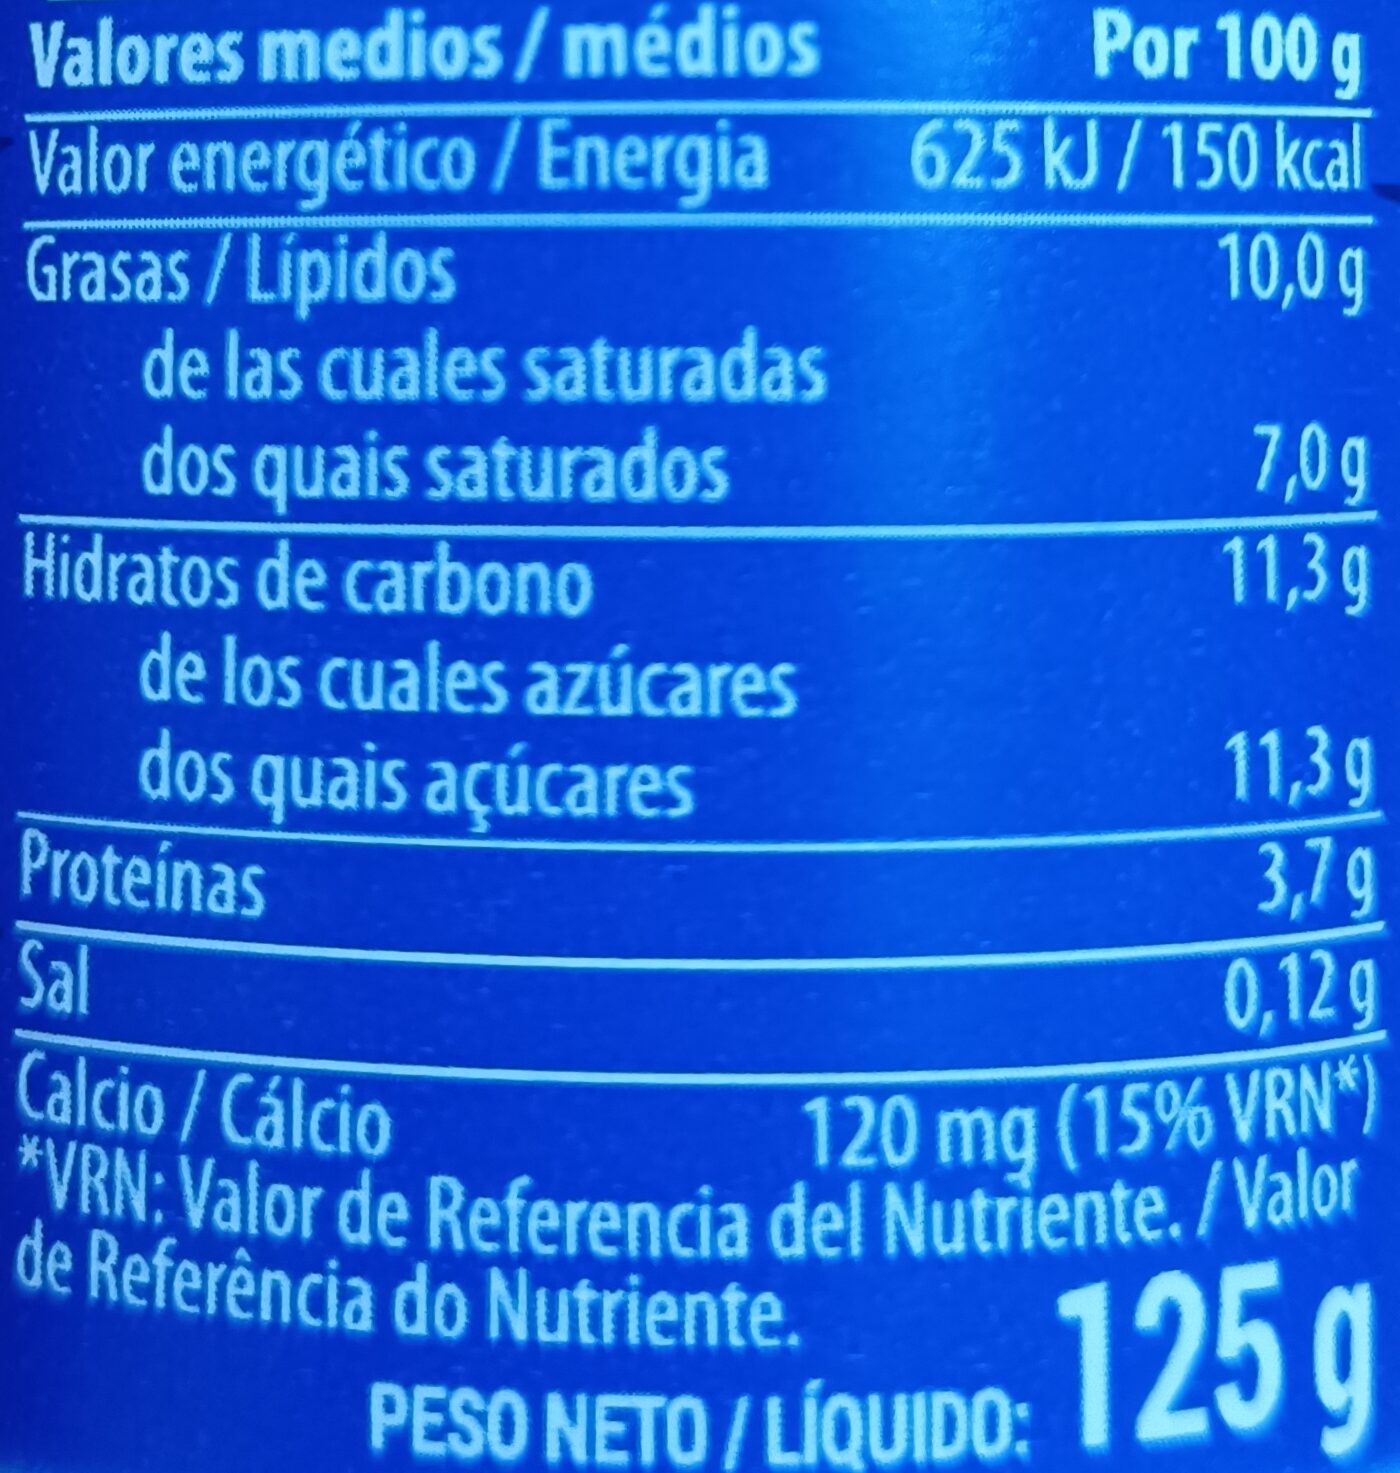 Valores medios / médios Por 100 g
Valor energético / Energia 625 kJ / 150 kcal
Grasas / Lípidos 10,0 g
de las cuales saturadas
dos quais saturados 7,0 g
Hidratos de carbono 11,3 g
de los cuales azúcares
dos quais açúcares 11,3 g
Proteínas 3,7 g
Sal 0,12 g
Calcio / Cálcio 120 mg (15% VRN*)
*VRN: Valor de Referencia del Nutriente. / Valor
de Referência do Nutriente.
PESO NETO / LÍQUIDO: 125 g